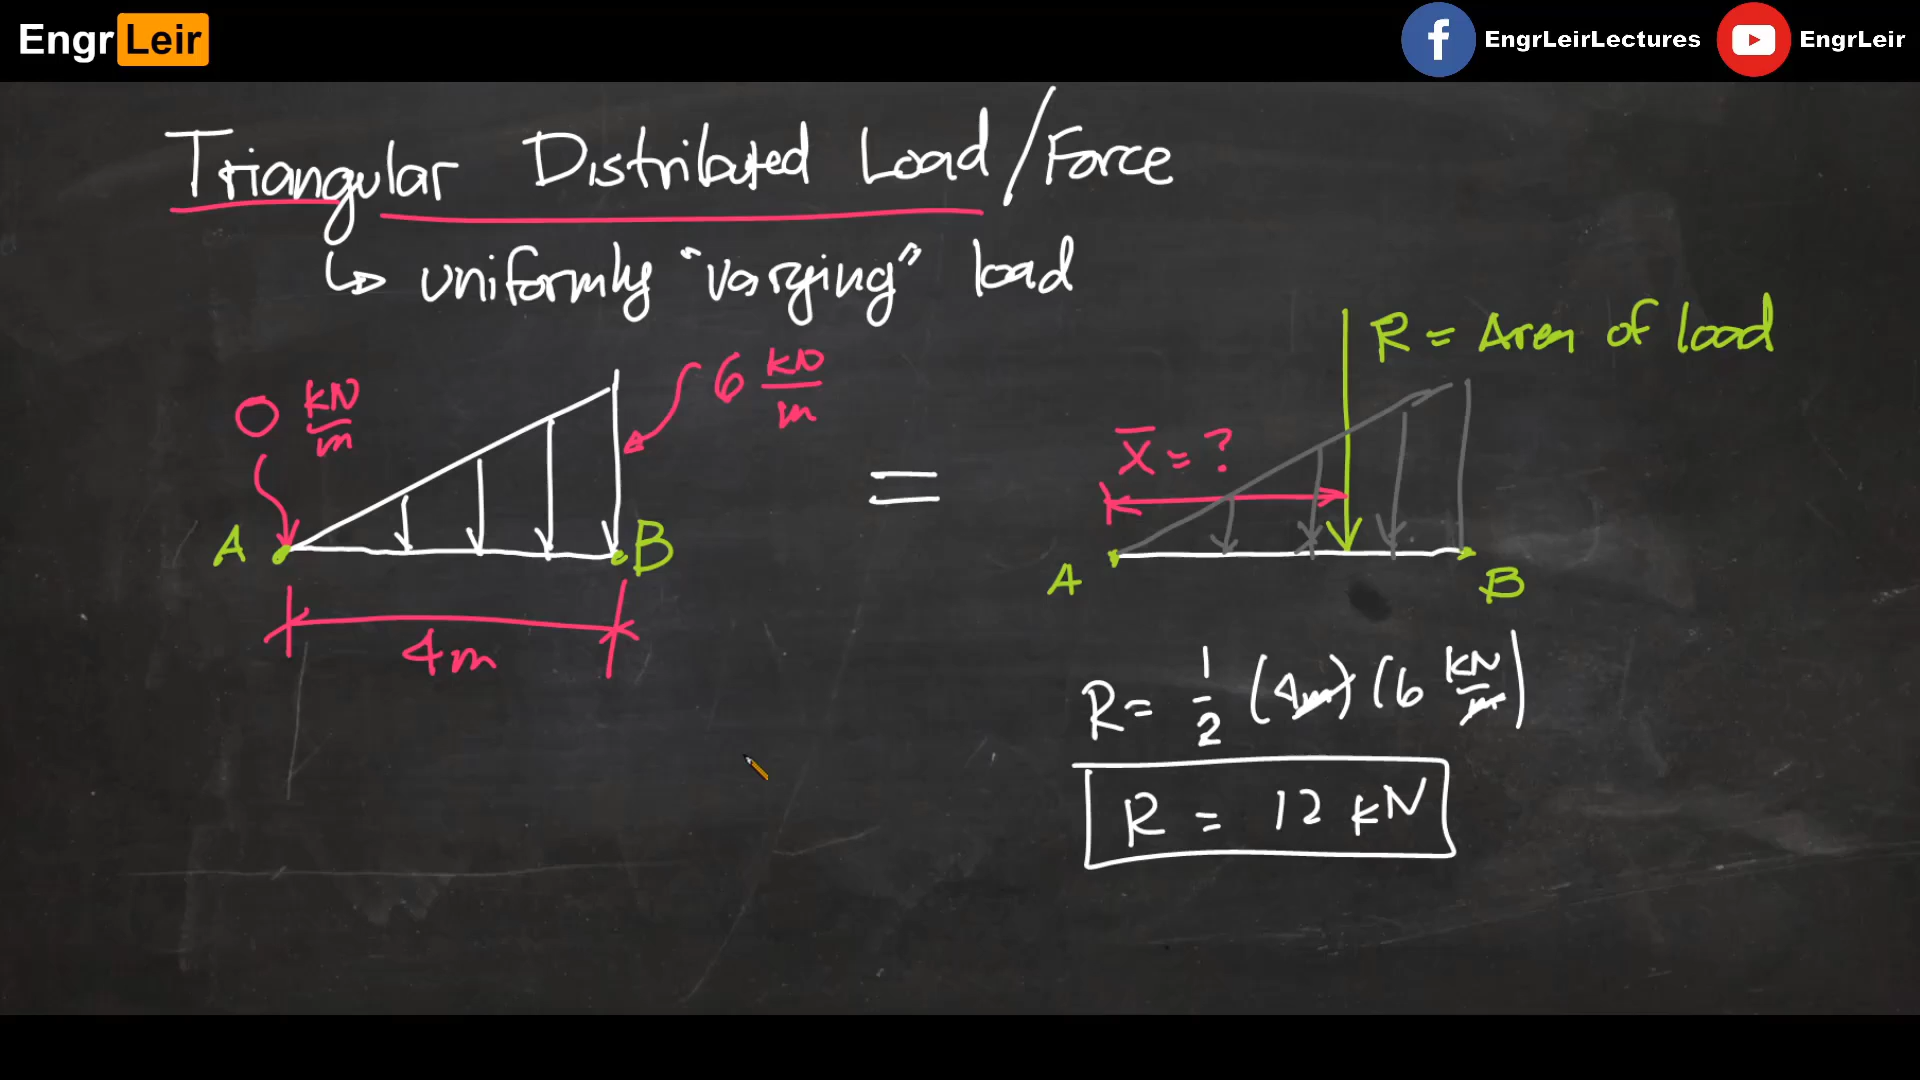 EngrLeir
EngrLeirLectures
EngrLeir
Triangular Distributed Load/Force
↳ uniformly "varying" load
0 kN/m
6 kN/m
A
B
4m
=
R = Area of load
x̄ = ?
A
B
R = 1/2 (4m) (6 kN/m)
R = 12 kN